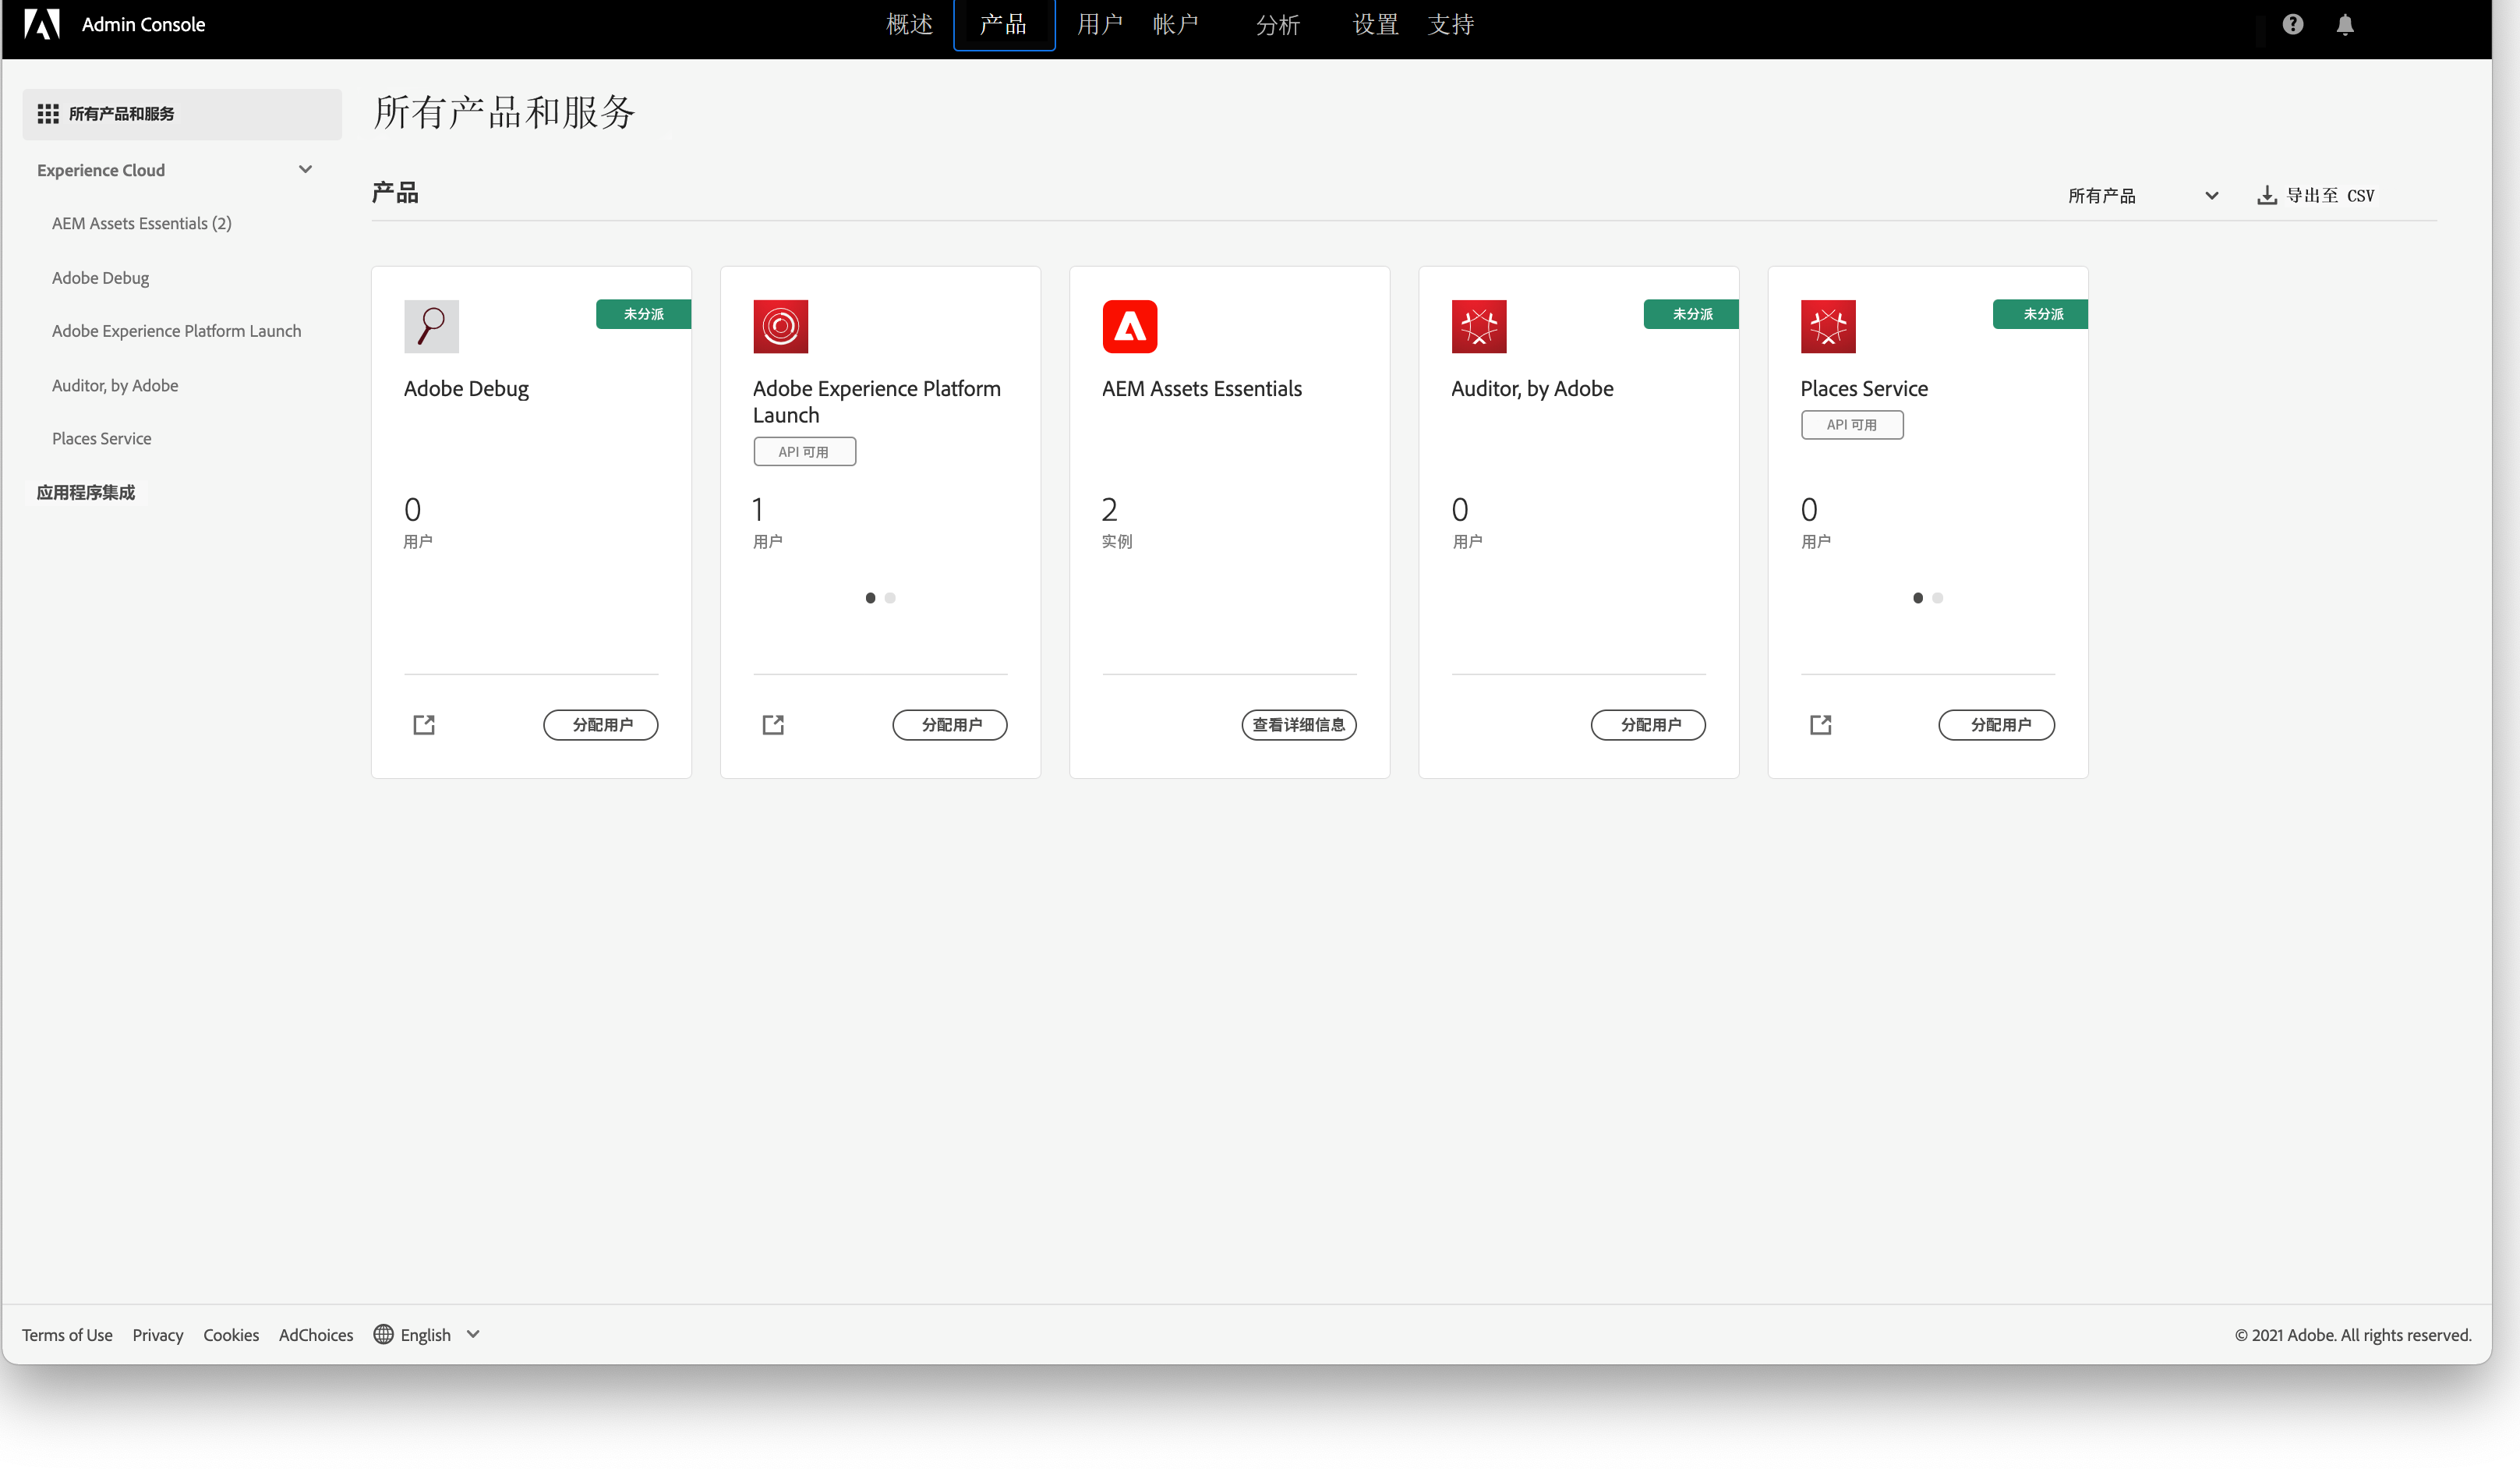 Admin Console
概述 产品 用户 帐户 分析 设置 支持
所有产品和服务
Experience Cloud
AEM Assets Essentials (2)
Adobe Debug
Adobe Experience Platform Launch
Auditor, by Adobe
Places Service
应用程序集成
所有产品和服务
产品
所有产品
导出至 CSV
未分派
Adobe Debug
0
用户
分配用户
Adobe Experience Platform
Launch
API 可用
1
用户
分配用户
AEM Assets Essentials
2
实例
查看详细信息
未分派
Auditor, by Adobe
0
用户
分配用户
未分派
Places Service
API 可用
0
用户
分配用户
Terms of Use Privacy Cookies AdChoices English
© 2021 Adobe. All rights reserved.